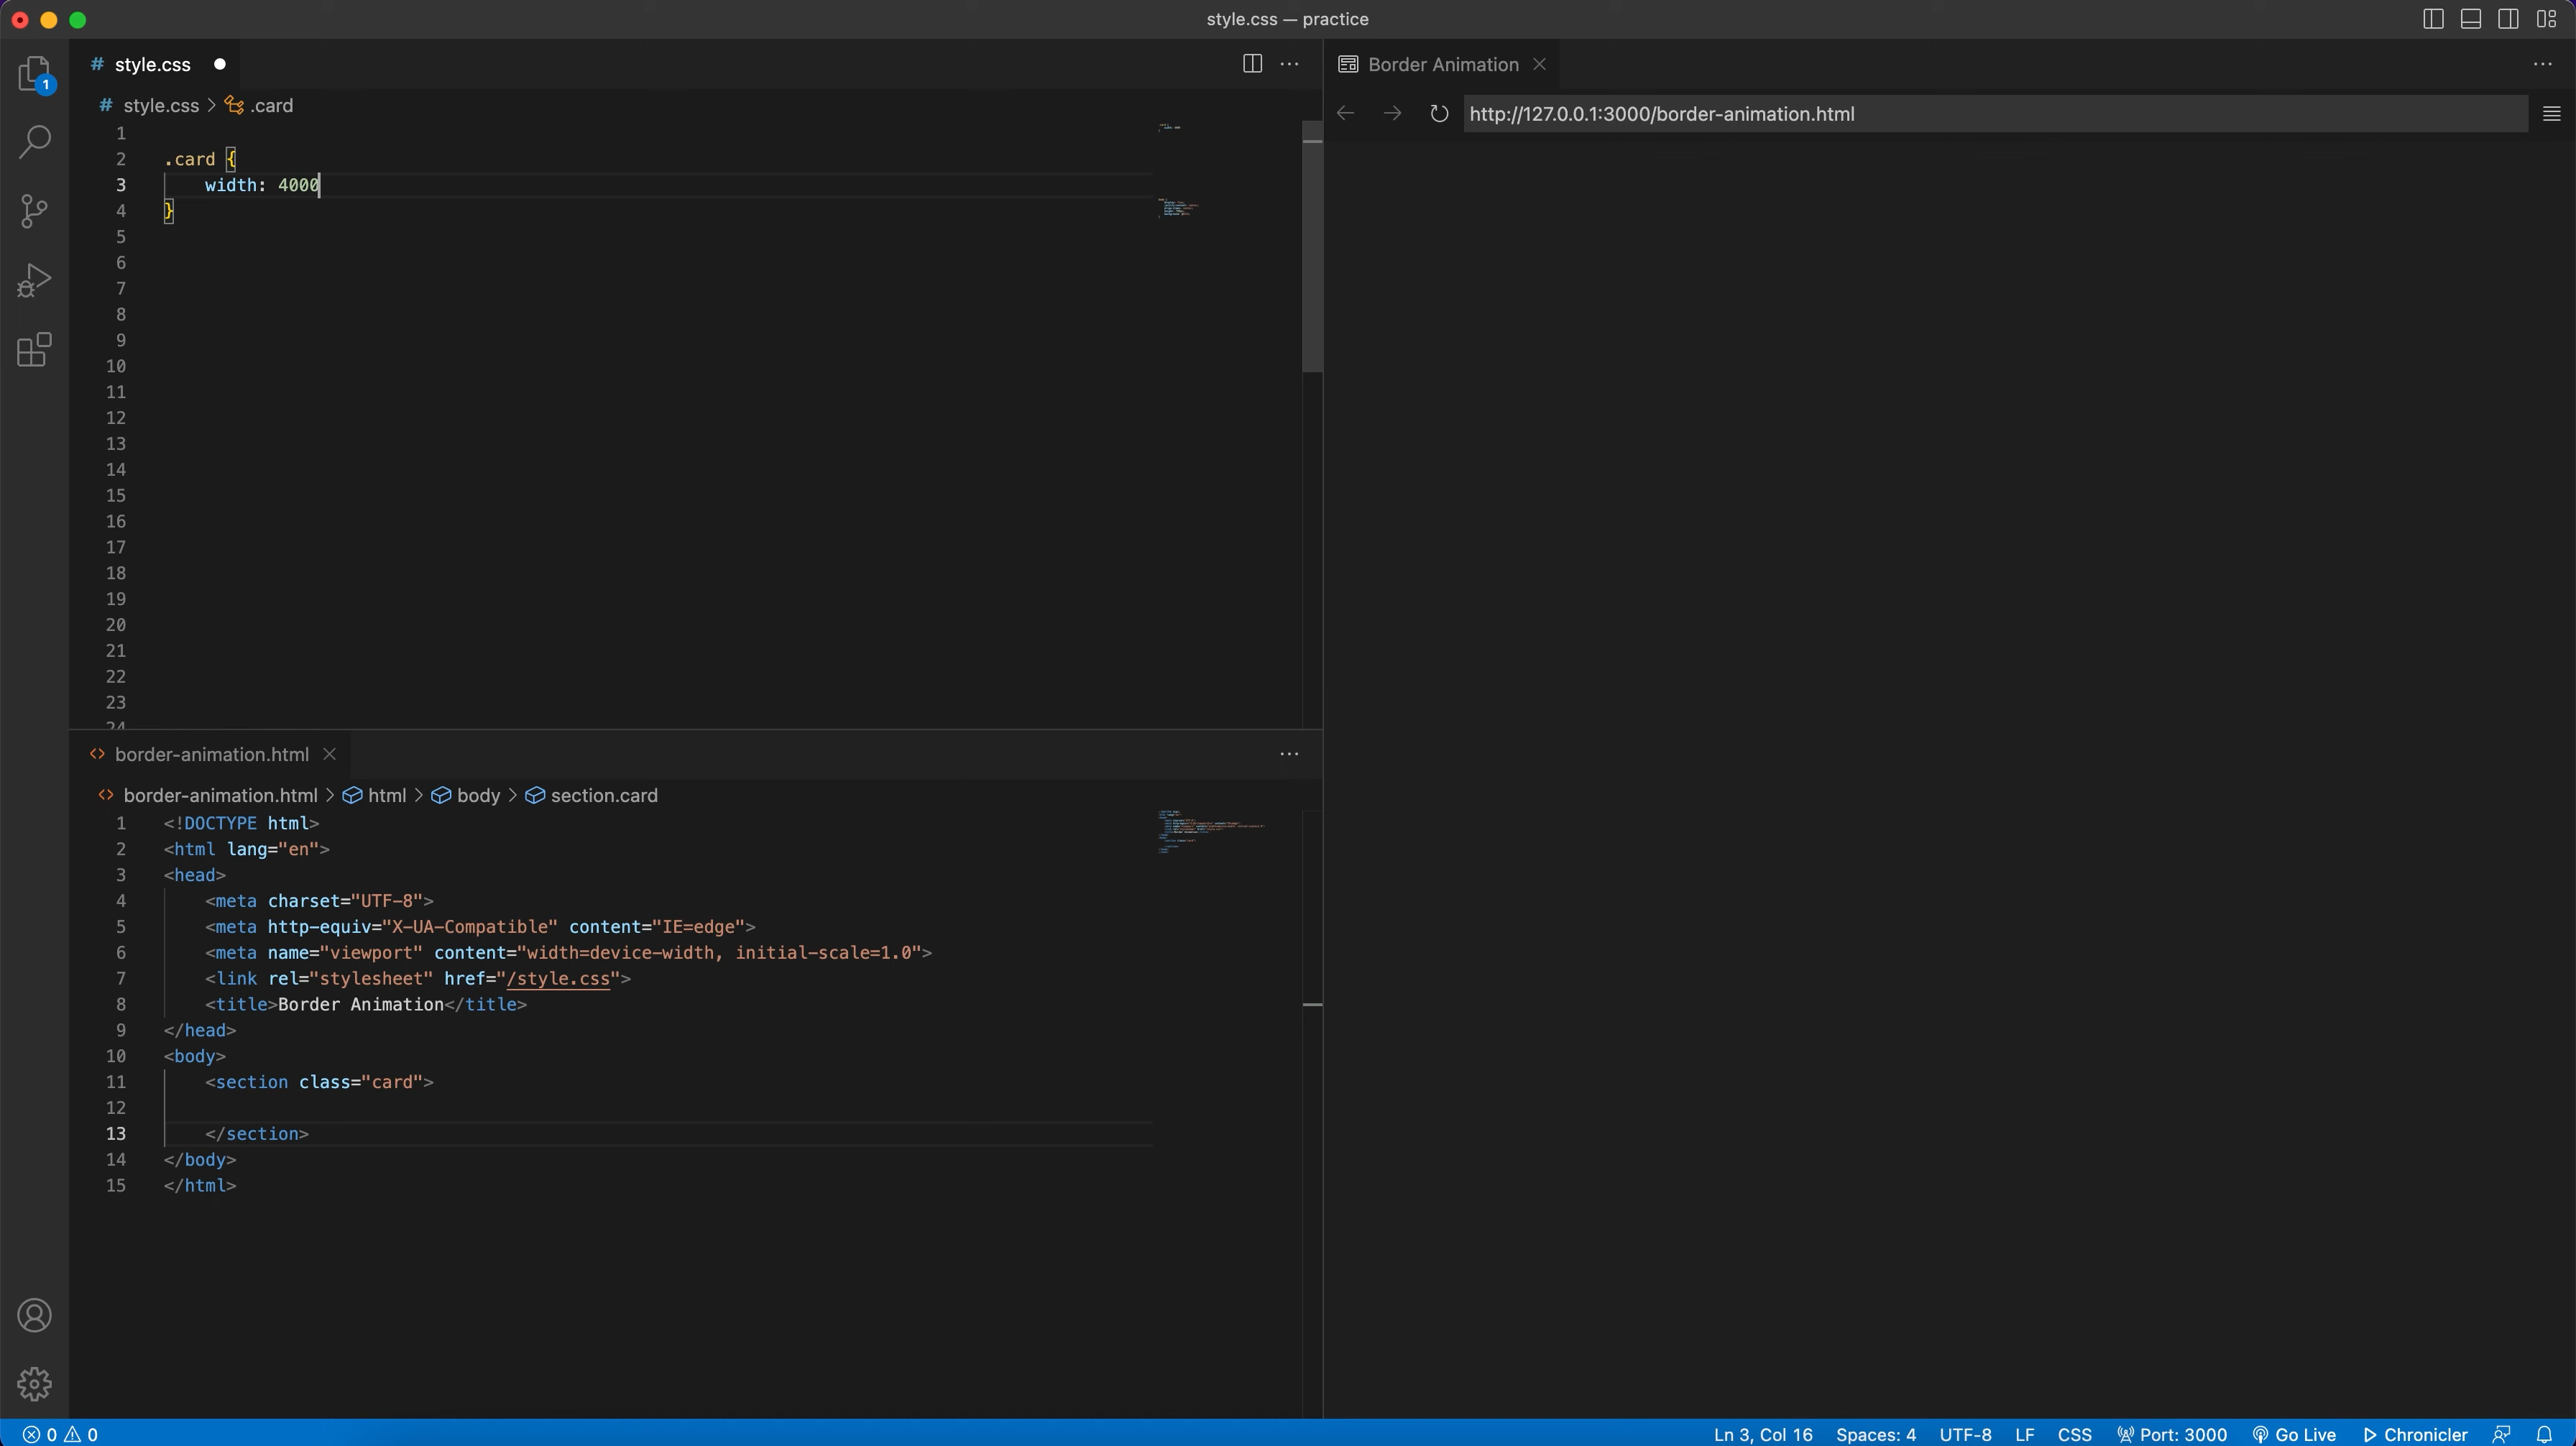 style.css — practice
# style.css
# style.css > .card
1
2 .card {
3 width: 4000
4 }
5
6
7
8
9
10
11
12
13
14
15
16
17
18
19
20
21
22
23
24
border-animation.html
border-animation.html > html > body > section.card
1 <!DOCTYPE html>
2 <html lang="en">
3 <head>
4 <meta charset="UTF-8">
5 <meta http-equiv="X-UA-Compatible" content="IE=edge">
6 <meta name="viewport" content="width=device-width, initial-scale=1.0">
7 <link rel="stylesheet" href="/style.css">
8 <title>Border Animation</title>
9 </head>
10 <body>
11 <section class="card">
12
13 </section>
14 </body>
15 </html>
Border Animation
http://127.0.0.1:3000/border-animation.html
1
0 0 Ln 3, Col 16 Spaces: 4 UTF-8 LF CSS Port: 3000 Go Live Chronicler